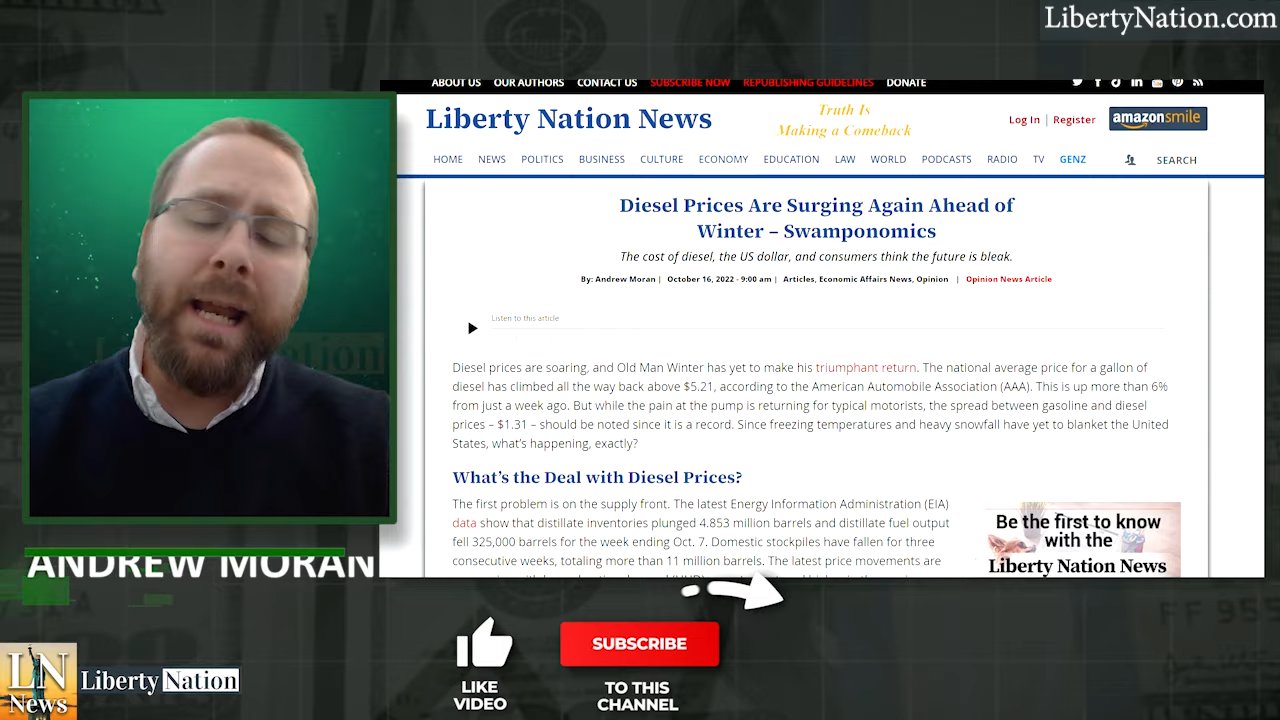 LibertyNation.com
ABOUT US OUR AUTHORS CONTACT US SUBSCRIBE NOW REPUBLISHING GUIDELINES DONATE
Liberty Nation News
Truth Is
Making a Comeback
Log In | Register
amazonsmile
HOME NEWS POLITICS BUSINESS CULTURE ECONOMY EDUCATION LAW WORLD PODCASTS RADIO TV GENZ SEARCH
Diesel Prices Are Surging Again Ahead of
Winter – Swamponomics
The cost of diesel, the US dollar, and consumers think the future is bleak.
By: Andrew Moran | October 16, 2022 - 9:00 am | Articles, Economic Affairs News, Opinion | Opinion News Article
Listen to this article
Diesel prices are soaring, and Old Man Winter has yet to make his triumphant return. The national average price for a gallon of
diesel has climbed all the way back above $5.21, according to the American Automobile Association (AAA). This is up more than 6%
from just a week ago. But while the pain at the pump is returning for typical motorists, the spread between gasoline and diesel
prices – $1.31 – should be noted since it is a record. Since freezing temperatures and heavy snowfall have yet to blanket the United
States, what's happening, exactly?
What's the Deal with Diesel Prices?
The first problem is on the supply front. The latest Energy Information Administration (EIA)
data show that distillate inventories plunged 4.853 million barrels and distillate fuel output
fell 325,000 barrels for the week ending Oct. 7. Domestic stockpiles have fallen for three
consecutive weeks, totaling more than 11 million barrels. The latest price movements are
Be the first to know
with the
Liberty Nation News
ANDREW MORAN
LN
News
Liberty Nation
LIKE
VIDEO
SUBSCRIBE
TO THIS
CHANNEL
FF 955